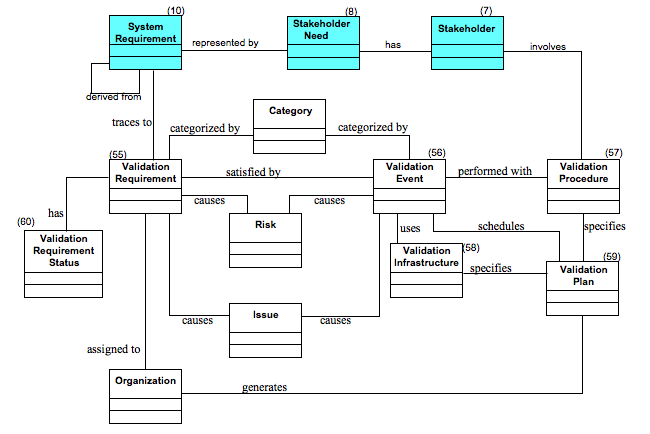 (10)
System
Requirement
represented by
(8)
Stakeholder
Need
has
(7)
Stakeholder
involves
derived from
traces to
categorized by
Category
categorized by
(55)
Validation
Requirement
satisfied by
(56)
Validation
Event
performed with
(57)
Validation
Procedure
causes
causes
has
Risk
(60)
Validation
Requirement
Status
uses
schedules
specifies
Validation
Infrastructure
(58)
specifies
(59)
Validation
Plan
causes
Issue
causes
assigned to
Organization
generates